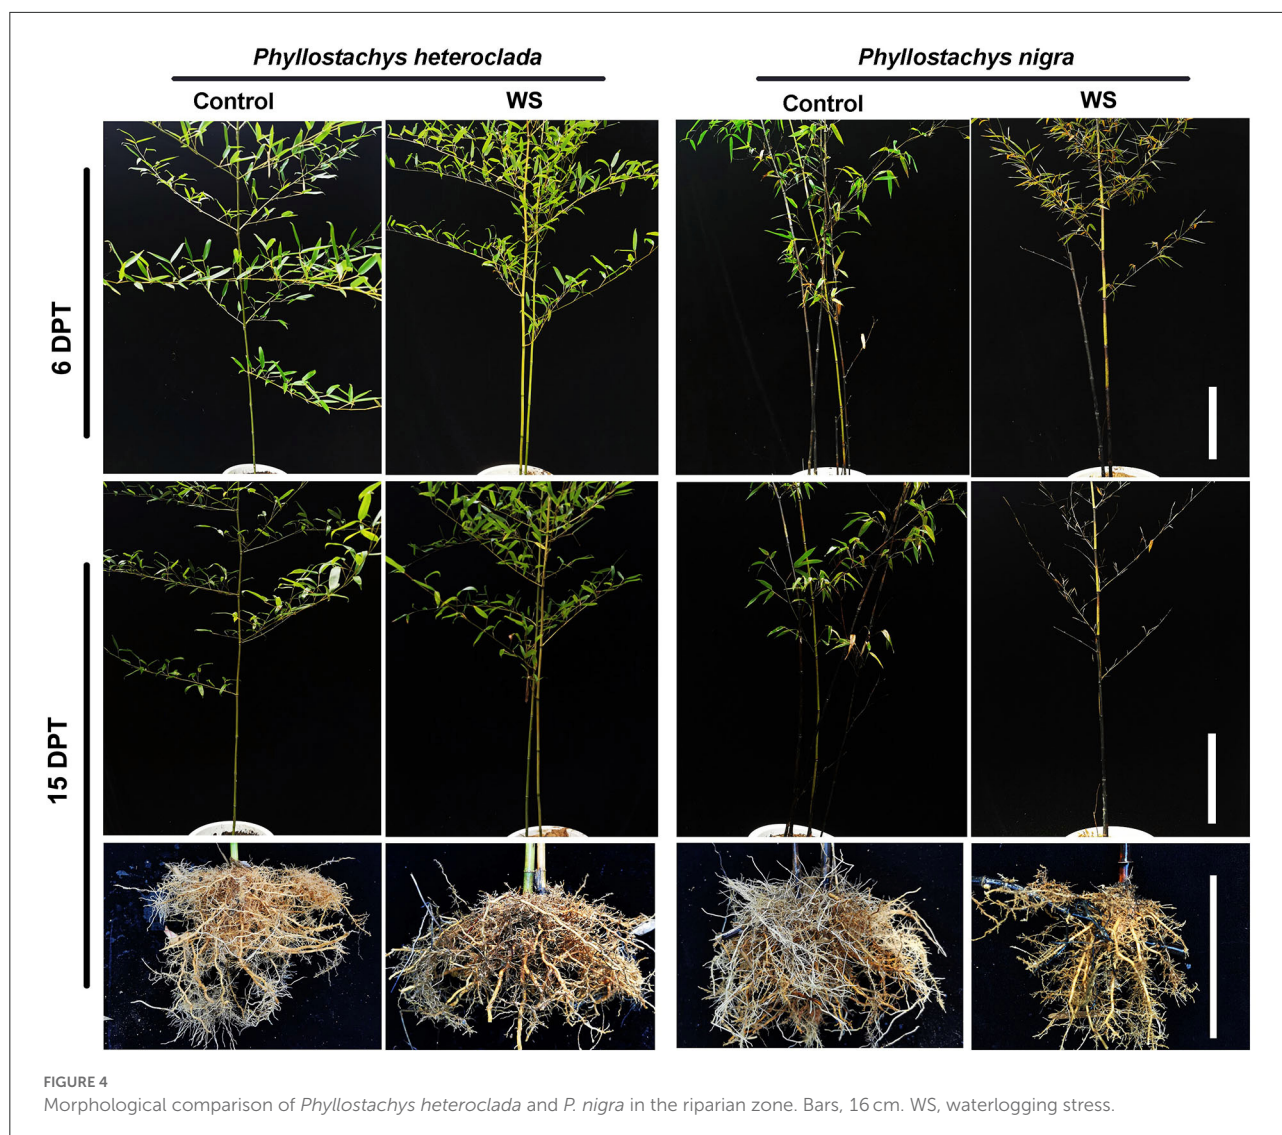 Phyllostachys heteroclada
Phyllostachys nigra
Control
WS
Control
WS
6 DPT
15 DPT
FIGURE 4
Morphological comparison of Phyllostachys heteroclada and P. nigra in the riparian zone. Bars, 16 cm. WS, waterlogging stress.